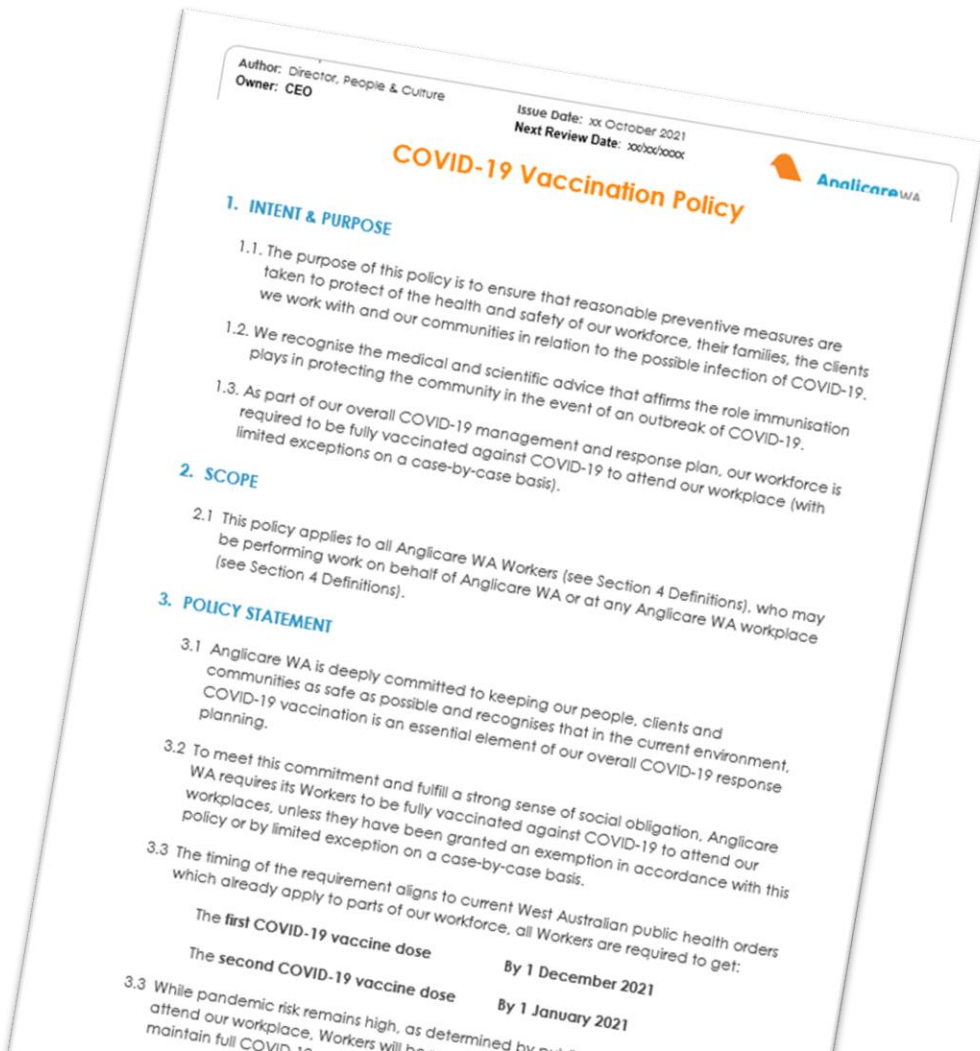 Author: Director, People & Culture
Owner: CEO
Issue Date: xx October 2021
Next Review Date: xx/xx/xxxx
AnglicareWA
COVID-19 Vaccination Policy
1. INTENT & PURPOSE
1.1. The purpose of this policy is to ensure that reasonable preventive measures are
taken to protect of the health and safety of our workforce, their families, the clients
we work with and our communities in relation to the possible infection of COVID-19.
1.2. We recognise the medical and scientific advice that affirms the role immunisation
plays in protecting the community in the event of an outbreak of COVID-19.
1.3. As part of our overall COVID-19 management and response plan, our workforce is
required to be fully vaccinated against COVID-19 to attend our workplace (with
limited exceptions on a case-by-case basis).
2. SCOPE
2.1 This policy applies to all Anglicare WA Workers (see Section 4 Definitions), who may
be performing work on behalf of Anglicare WA or at any Anglicare WA workplace
(see Section 4 Definitions).
3. POLICY STATEMENT
3.1 Anglicare WA is deeply committed to keeping our people, clients and
communities as safe as possible and recognises that in the current environment,
COVID-19 vaccination is an essential element of our overall COVID-19 response
planning.
3.2 To meet this commitment and fulfill a strong sense of social obligation, Anglicare
WA requires its Workers to be fully vaccinated against COVID-19 to attend our
workplaces, unless they have been granted an exemption in accordance with this
policy or by limited exception on a case-by-case basis.
3.3 The timing of the requirement aligns to current West Australian public health orders
which already apply to parts of our workforce, all Workers are required to get:
The first COVID-19 vaccine dose By 1 December 2021
The second COVID-19 vaccine dose By 1 January 2021
3.3 While pandemic risk remains high, as determined by
attend our workplace, Workers will
maintain full